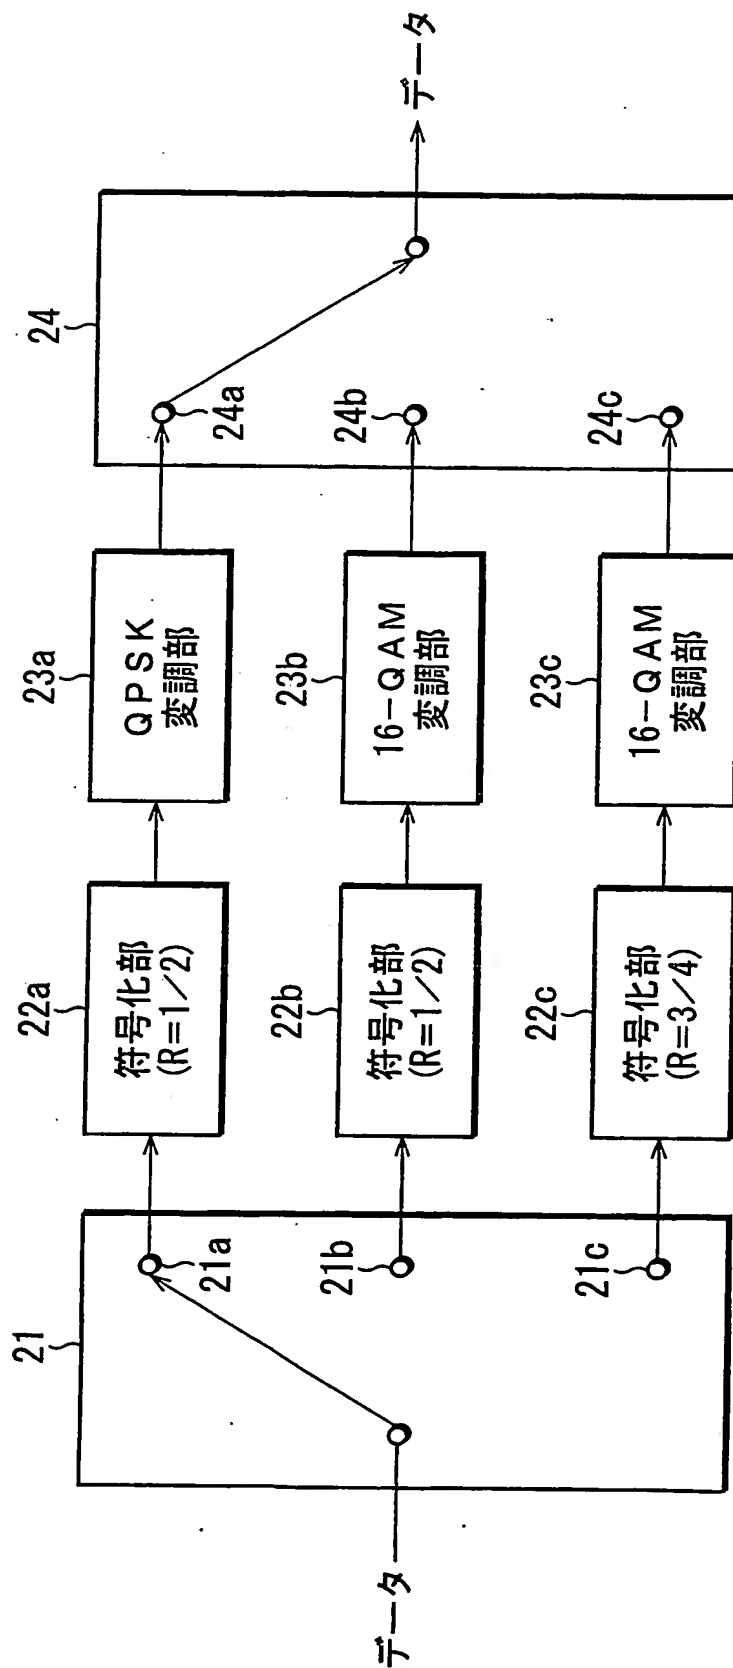 データ
21
21a
21b
21c
22a
符号化部
(R=1/2)
22b
符号化部
(R=1/2)
22c
符号化部
(R=3/4)
23a
QPSK
変調部
23b
16-QAM
変調部
23c
16-QAM
変調部
24
24a
24b
24c
データ